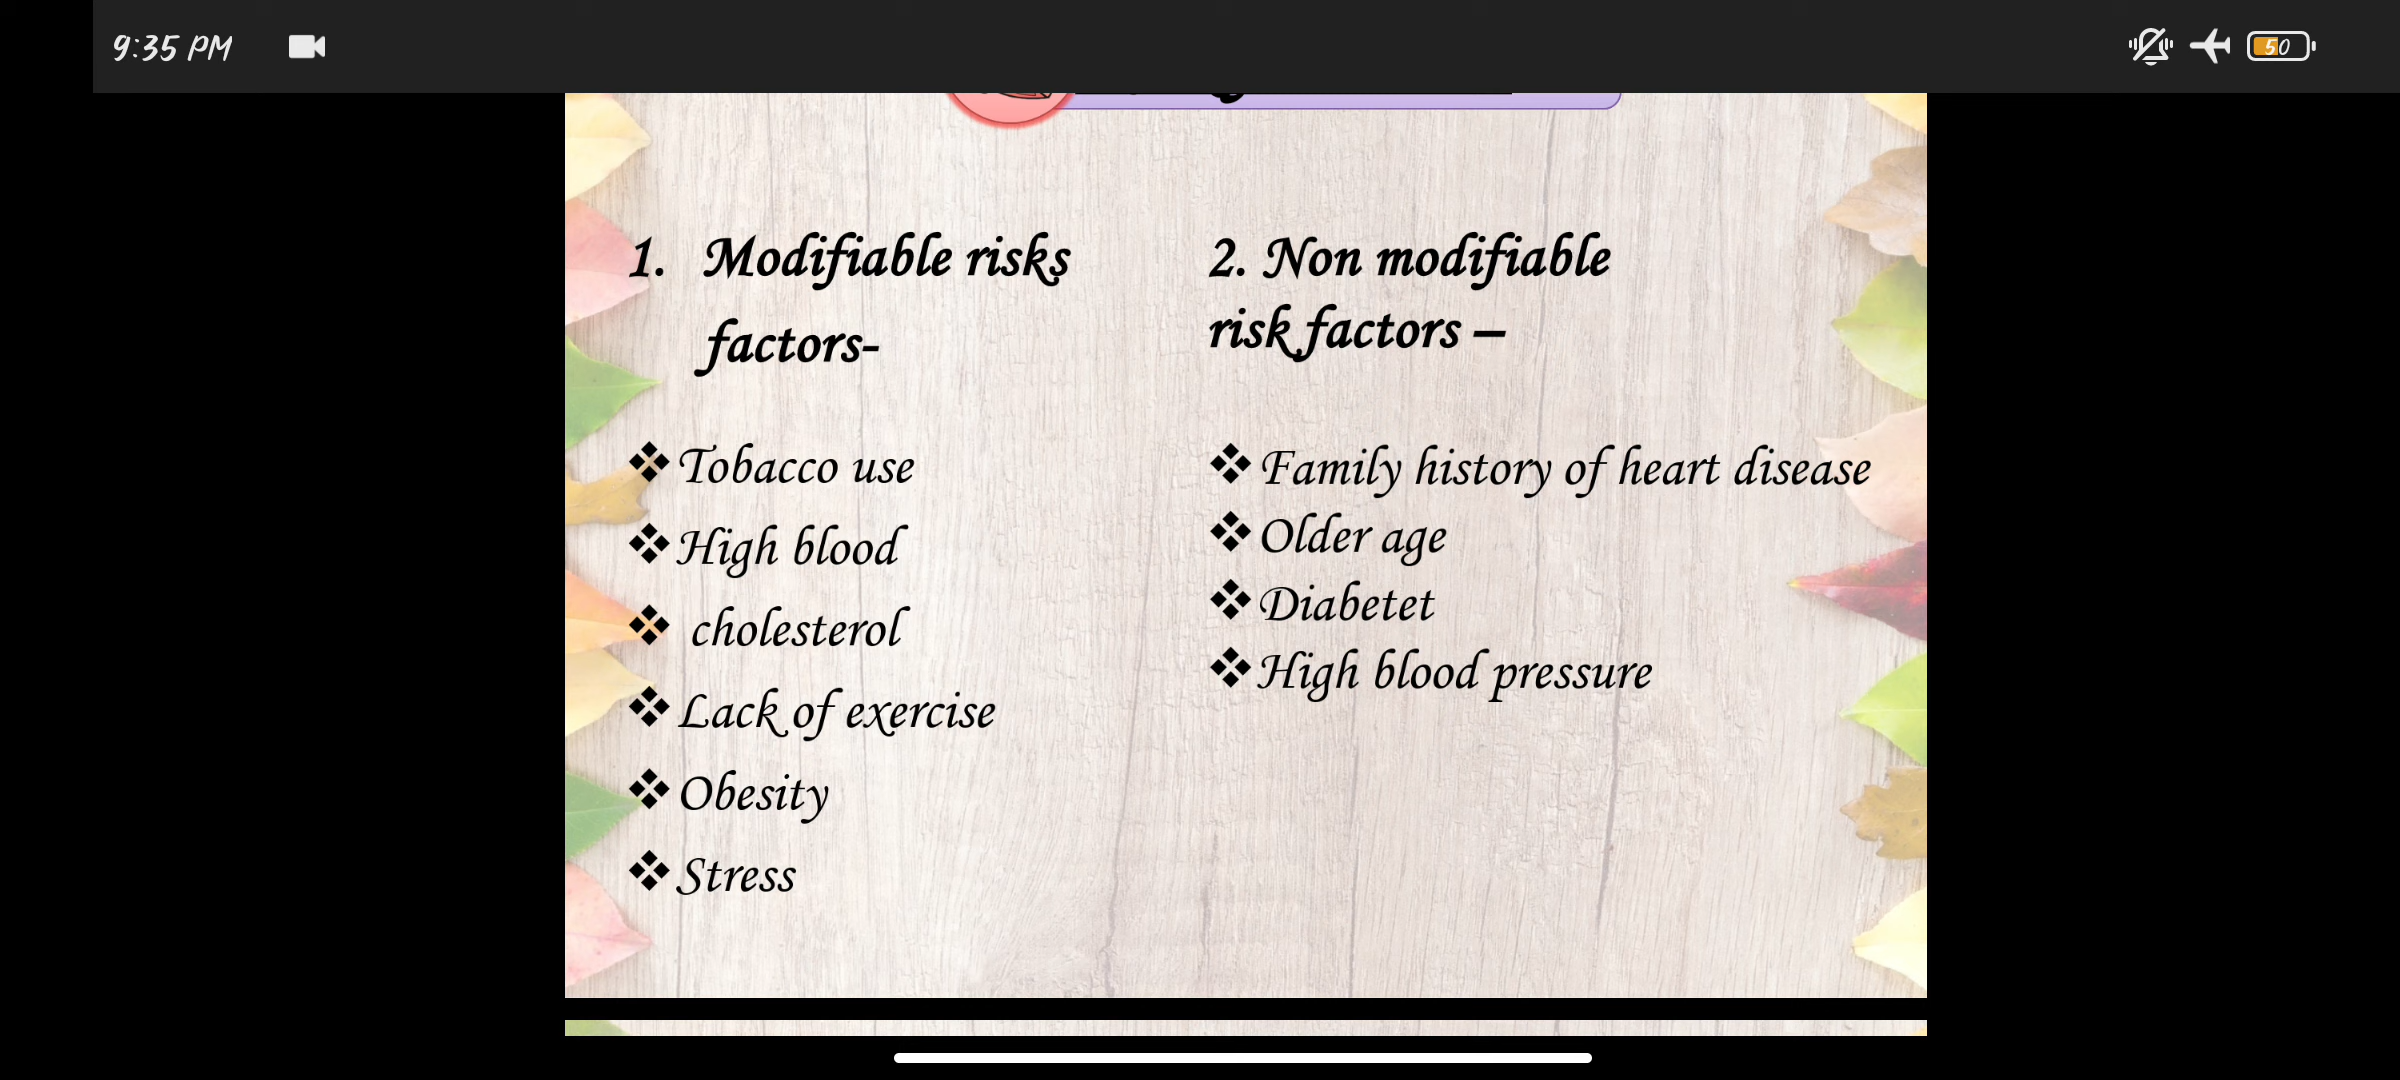 9:35 PM
50
1. Modifiable risks
factors-
❖ Tobacco use
❖ High blood
❖ cholesterol
❖ Lack of exercise
❖ Obesity
❖ Stress
2. Non modifiable
risk factors –
❖ Family history of heart disease
❖ Older age
❖ Diabetet
❖ High blood pressure